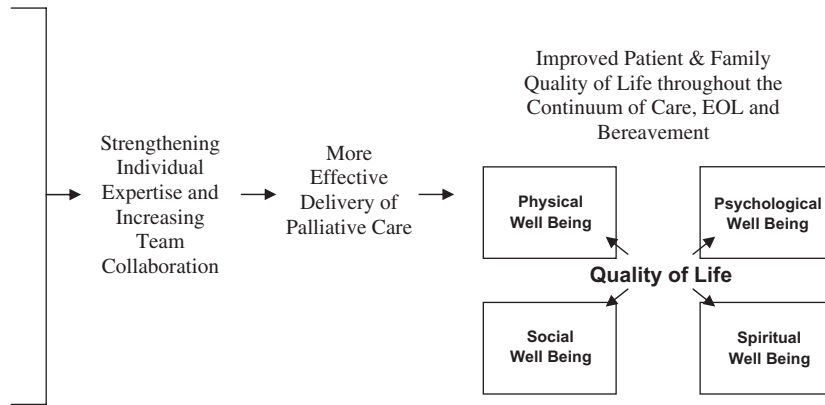 Strengthening
Individual
Expertise and
Increasing
Team
Collaboration
More
Effective
Delivery of
Palliative Care
Improved Patient & Family
Quality of Life throughout the
Continuum of Care, EOL and
Bereavement
Physical
Well Being
Psychological
Well Being
Quality of Life
Social
Well Being
Spiritual
Well Being